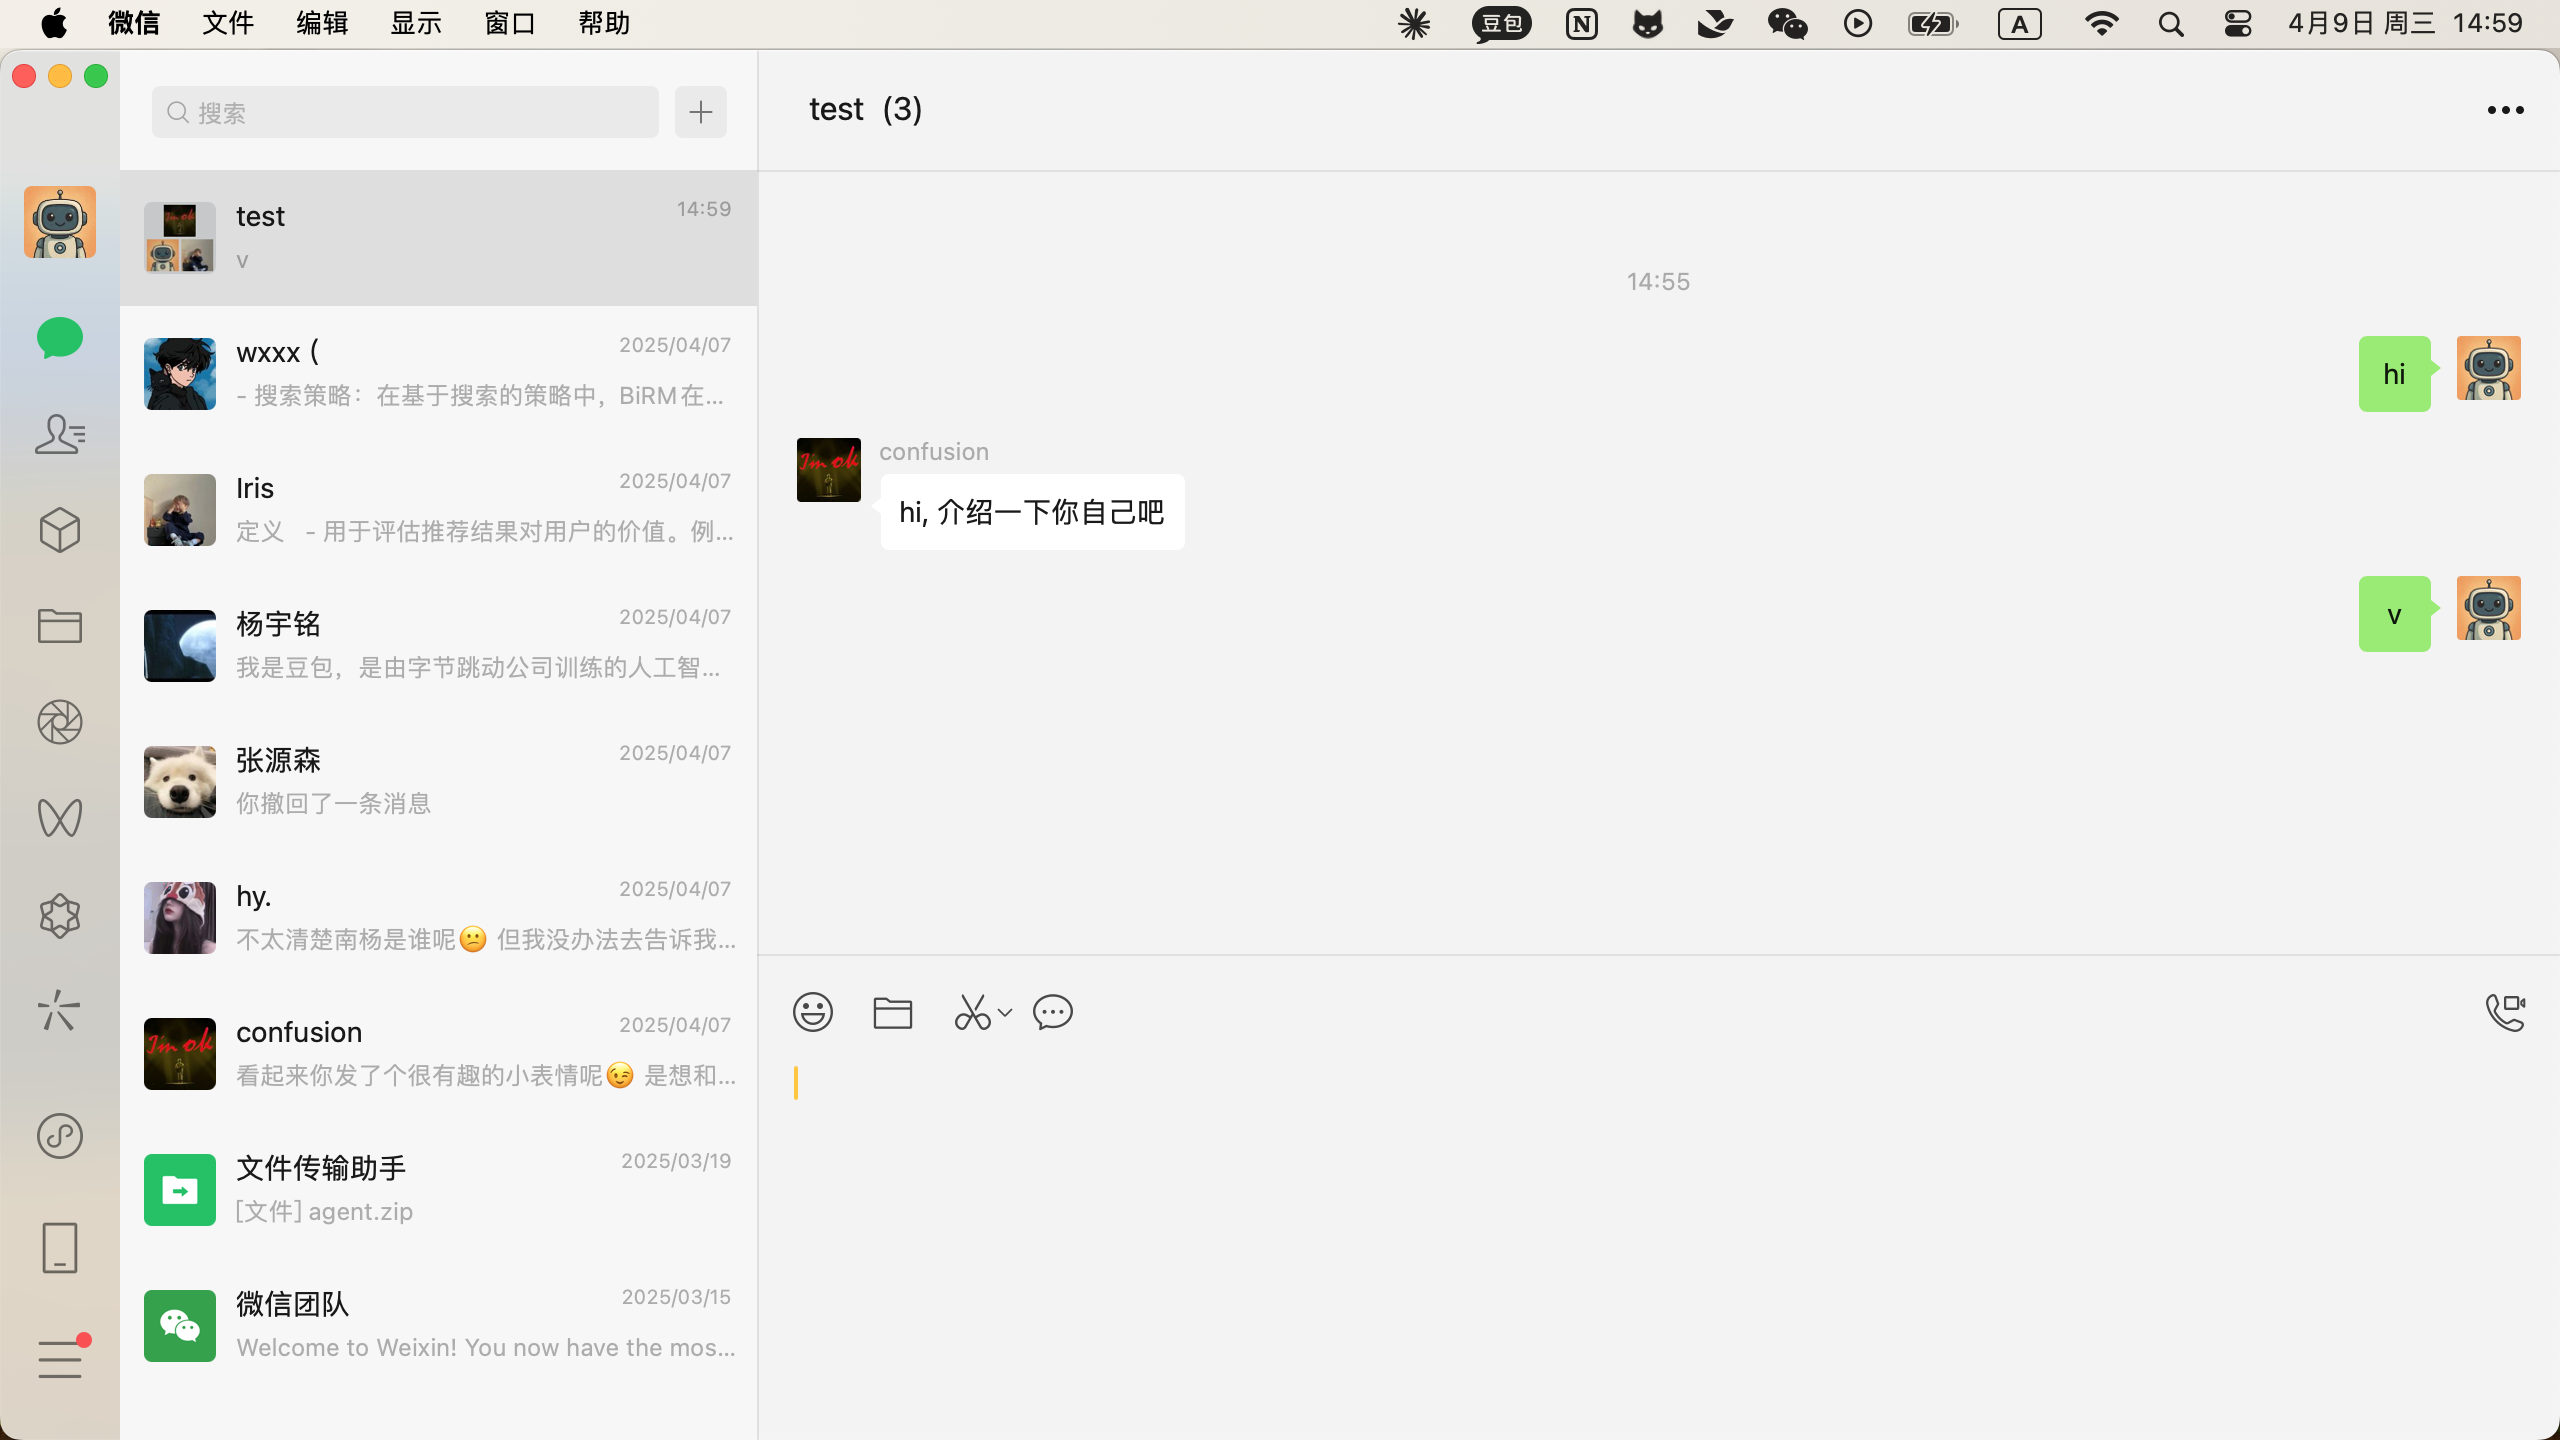 微信 文件 编辑 显示 窗口 帮助 豆包 N A 4月9日 周三 14:59
搜索
test (3)
test 14:59
v
wxxx ( 2025/04/07
- 搜索策略：在基于搜索的策略中，BiRM在...
Iris 2025/04/07
定义 - 用于评估推荐结果对用户的价值。例...
杨宇铭 2025/04/07
我是豆包，是由字节跳动公司训练的人工智...
张源森 2025/04/07
你撤回了一条消息
hy. 2025/04/07
不太清楚南杨是谁呢😕 但我没办法去告诉我...
confusion 2025/04/07
看起来你发了个很有趣的小表情呢😉 是想和...
文件传输助手 2025/03/19
[文件] agent.zip
微信团队 2025/03/15
Welcome to Weixin! You now have the mos...
14:55
hi
confusion
I'm ok
hi, 介绍一下你自己吧
v